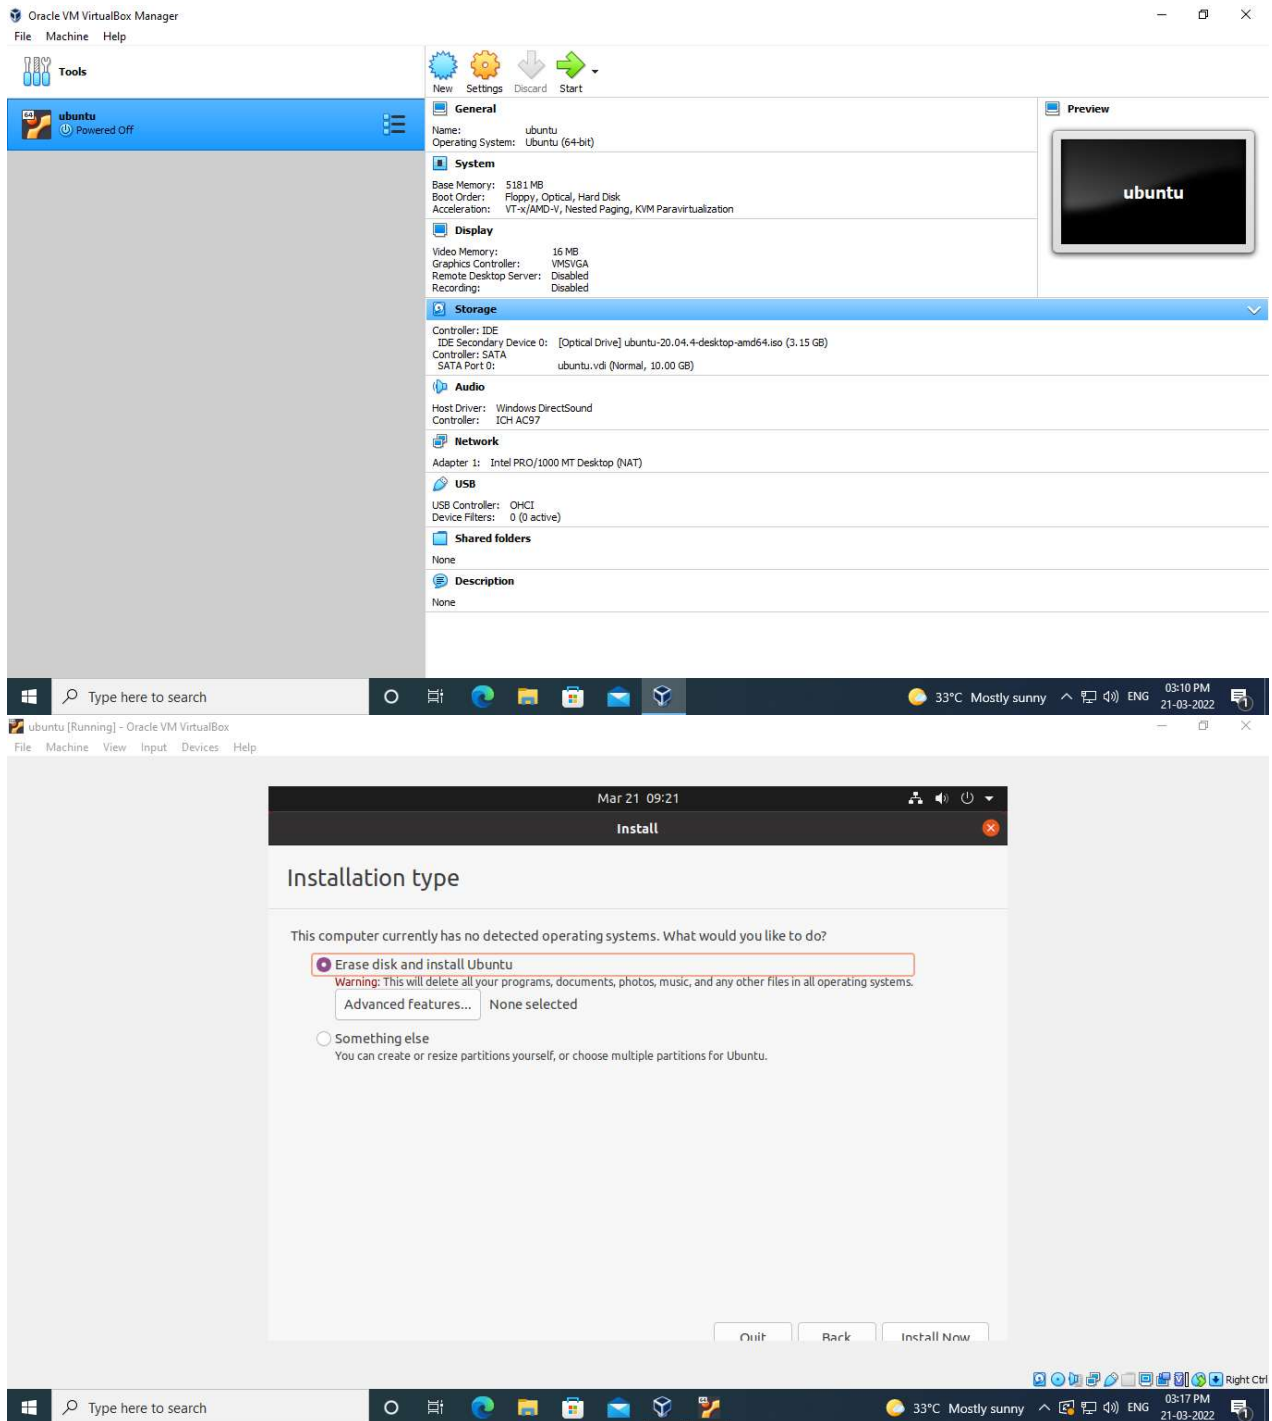 Oracle VM VirtualBox Manager
File Machine Help
Tools
New Settings Discard Start
64
ubuntu
Powered Off
General
Name: ubuntu
Operating System: Ubuntu (64-bit)
Preview
ubuntu
System
Base Memory: 5181 MB
Boot Order: Floppy, Optical, Hard Disk
Acceleration: VT-x/AMD-V, Nested Paging, KVM Paravirtualization
Display
Video Memory: 16 MB
Graphics Controller: VMSVGA
Remote Desktop Server: Disabled
Recording: Disabled
Storage
Controller: IDE
IDE Secondary Device 0: [Optical Drive] ubuntu-20.04.4-desktop-amd64.iso (3.15 GB)
Controller: SATA
SATA Port 0: ubuntu.vdi (Normal, 10.00 GB)
Audio
Host Driver: Windows DirectSound
Controller: ICH AC97
Network
Adapter 1: Intel PRO/1000 MT Desktop (NAT)
USB
USB Controller: OHCI
Device Filters: 0 (0 active)
Shared folders
None
Description
None
Type here to search
33°C Mostly sunny ENG 03:10 PM
21-03-2022
1
ubuntu [Running] - Oracle VM VirtualBox
File Machine View Input Devices Help
Mar 21 09:21
Install
Installation type
This computer currently has no detected operating systems. What would you like to do?
Erase disk and install Ubuntu
Warning: This will delete all your programs, documents, photos, music, and any other files in all operating systems.
Advanced features... None selected
Something else
You can create or resize partitions yourself, or choose multiple partitions for Ubuntu.
Quit Back Install Now
Right Ctrl
Type here to search
33°C Mostly sunny ENG 03:17 PM
21-03-2022
1